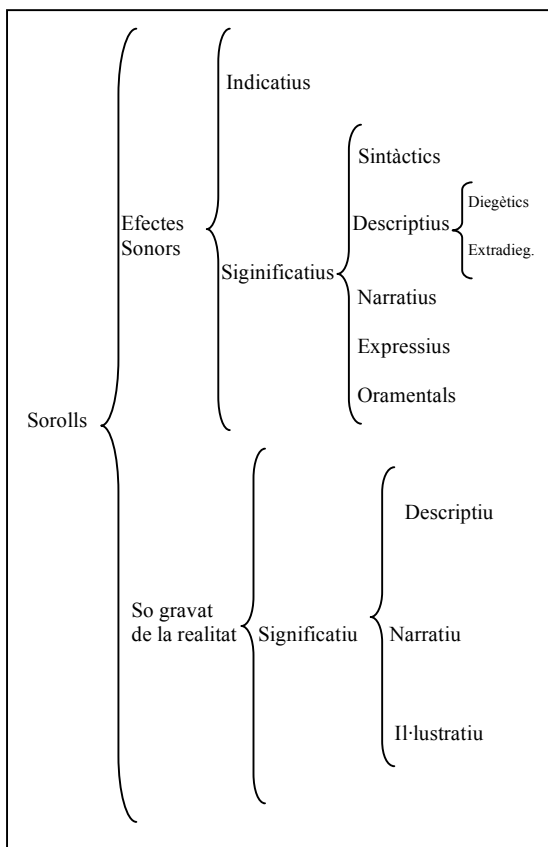 Indicatius
Sintàctics
Diegètics
Efectes
Sonors
Descriptius
Extradieg.
Siginificatius
Narratius
Expressius
Oramentals
Sorolls
Descriptiu
So gravat
de la realitat
Significatiu
Narratiu
Il·lustratiu